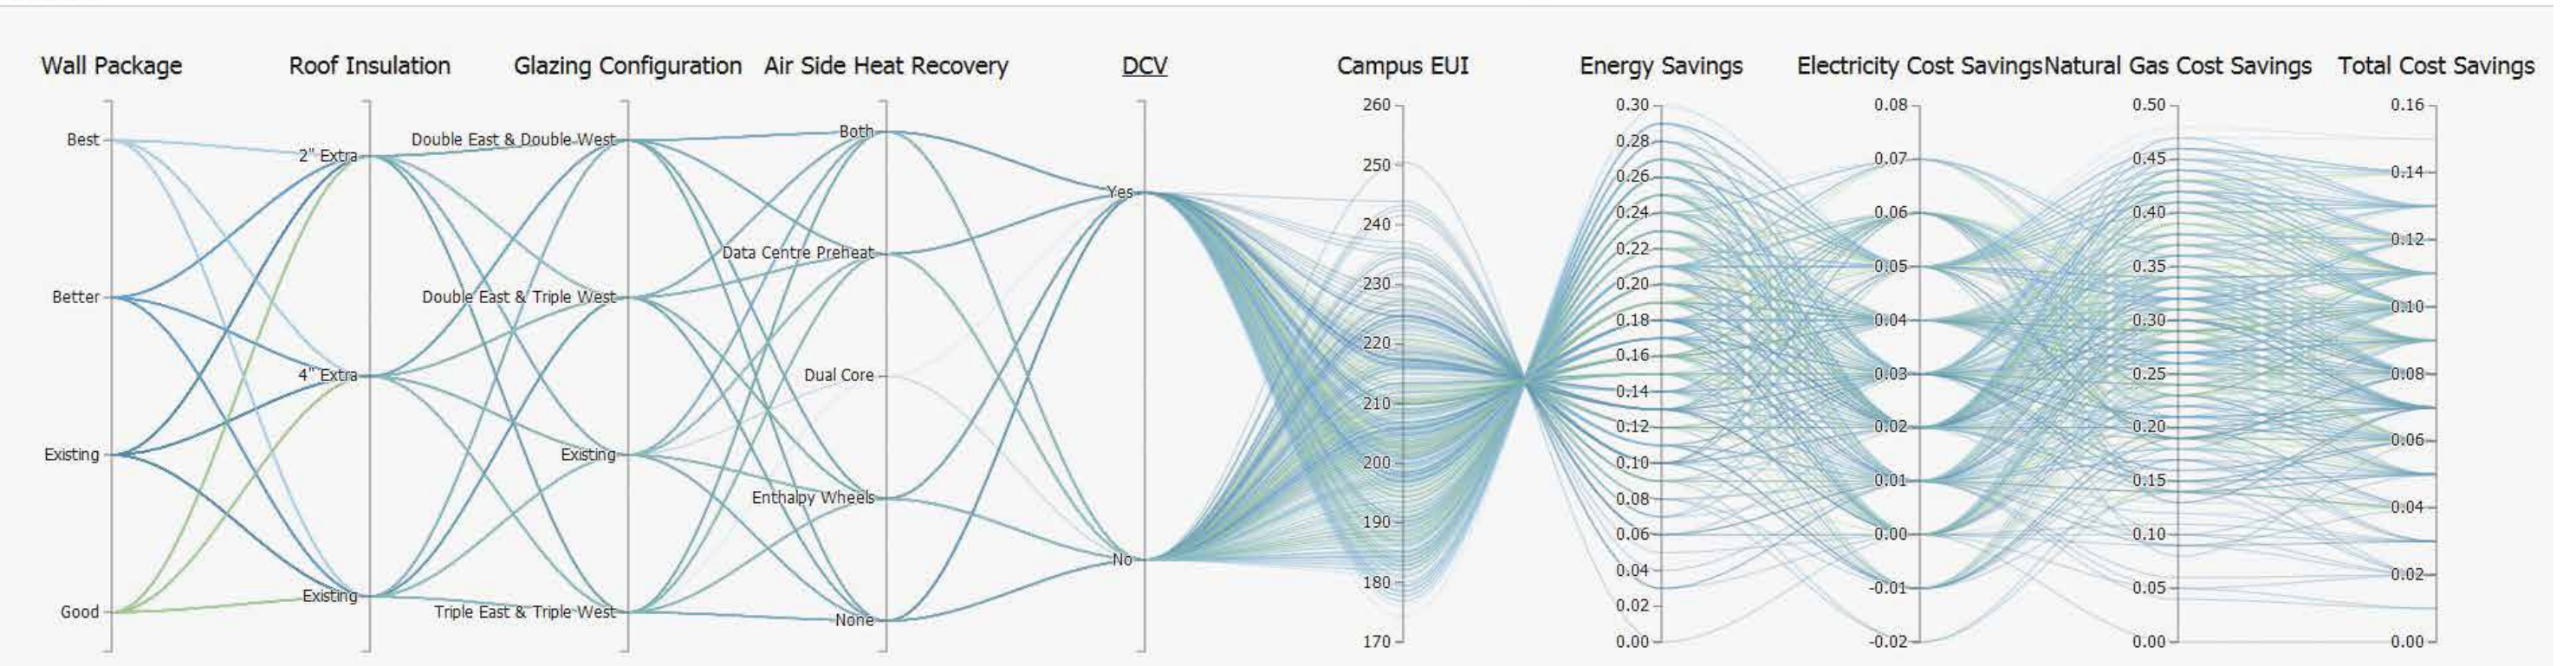 Wall Package
Roof Insulation
Glazing Configuration
Air Side Heat Recovery
DCV
Campus EUI
Energy Savings
Electricity Cost Savings
Natural Gas Cost Savings
Total Cost Savings
Best
Better
Existing
Good
2" Extra
4" Extra
Existing
Double East & Double West
Double East & Triple West
Existing
Triple East & Triple West
Both
Data Centre Preheat
Dual Core
Enthalpy Wheels
None
Yes
No
260
250
240
230
220
210
200
190
180
170
0.30
0.28
0.26
0.24
0.22
0.20
0.18
0.16
0.14
0.12
0.10
0.08
0.06
0.04
0.02
0.00
0.08
0.07
0.06
0.05
0.04
0.03
0.02
0.01
0.00
-0.01
-0.02
0.50
0.45
0.40
0.35
0.30
0.25
0.20
0.15
0.10
0.05
0.00
0.16
0.14
0.12
0.10
0.08
0.06
0.04
0.02
0.00